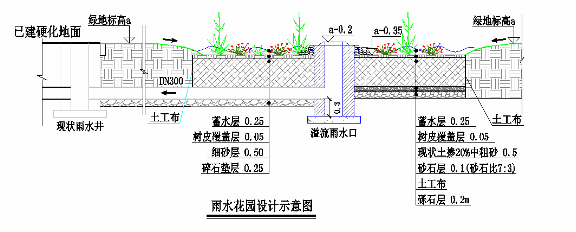 已建硬化地面
绿地标高a
a-0.2
a-0.35
绿地标高a
DN300
0.3
现状雨水井
土工布
溢流雨水口
土工布
蓄水层 0.25
树皮覆盖层 0.05
细砂层 0.50
碎石垫层 0.25
蓄水层 0.25
树皮覆盖层 0.05
现状土掺20%中粗砂 0.5
砂石层 0.1(砂石比7:3)
土工布
砾石层 0.2m
雨水花园设计示意图